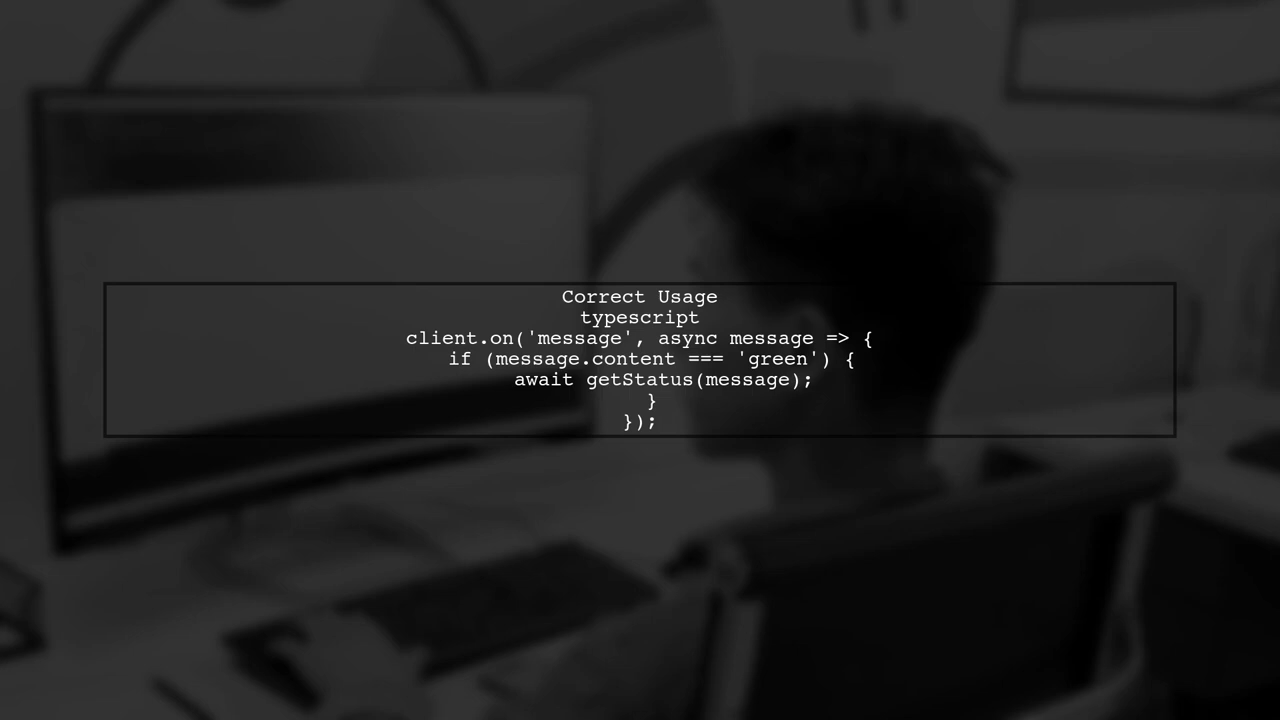 Correct Usage
typescript
client.on('message', async message => {
if (message.content === 'green') {
await getStatus(message);
}
});